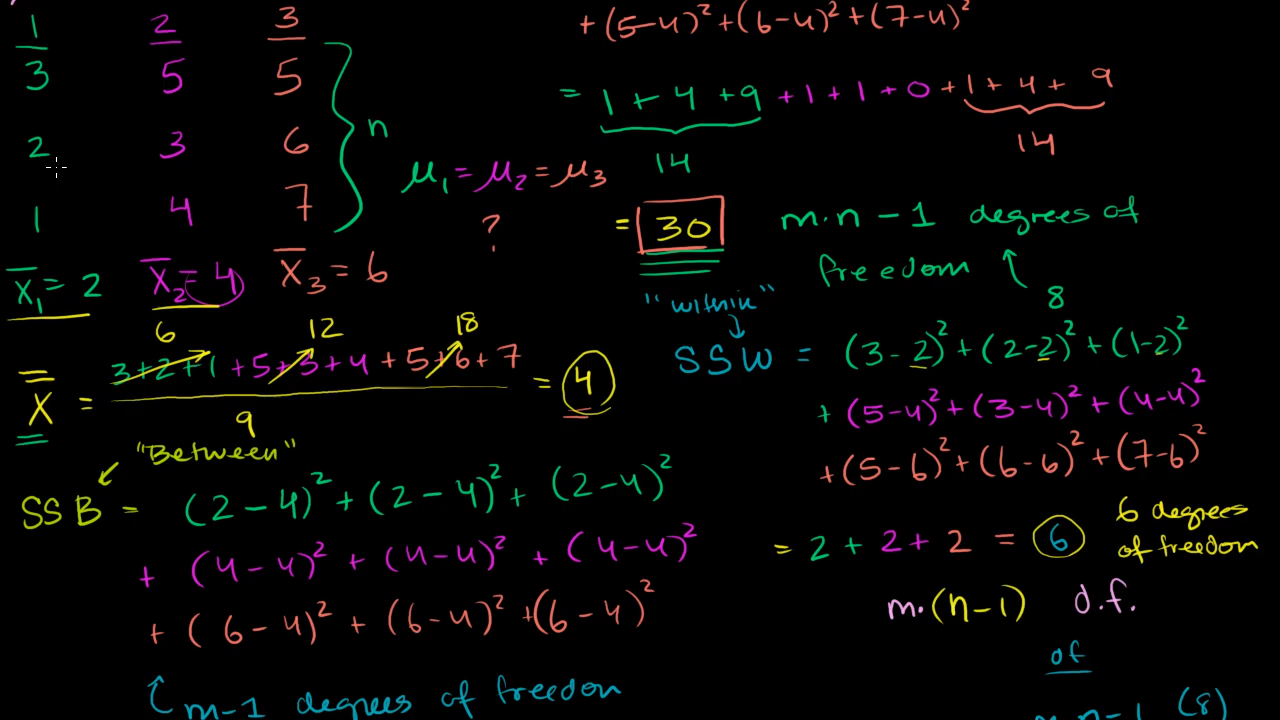 1 2 3
3 5 5
2 3 6
1 4 7
n
μ₁ = μ₂ = μ₃
?
X̅₁ = 2 X̅₂ = 4 X̅₃ = 6
6 12 18
X̿ = 3+2+1 +5+3+4 +5+6+7 = 4
9
"Between"
SSB = (2-4)² + (2-4)² + (2-4)²
+ (4-4)² + (4-4)² + (4-4)²
+ (6-4)² + (6-4)² + (6-4)²
m-1 degrees of freedom
+ (5-4)² + (6-4)² + (7-4)²
= 1 + 4 + 9 + 1 + 1 + 0 + 1 + 4 + 9
14 14
= 30
m·n - 1 degrees of
freedom
8
"within"
SSW = (3-2)² + (2-2)² + (1-2)²
+ (5-4)² + (3-4)² + (4-4)²
+ (5-6)² + (6-6)² + (7-6)²
= 2 + 2 + 2 = 6
6 degrees
of freedom
m·(n-1) d.f.
of
(8)